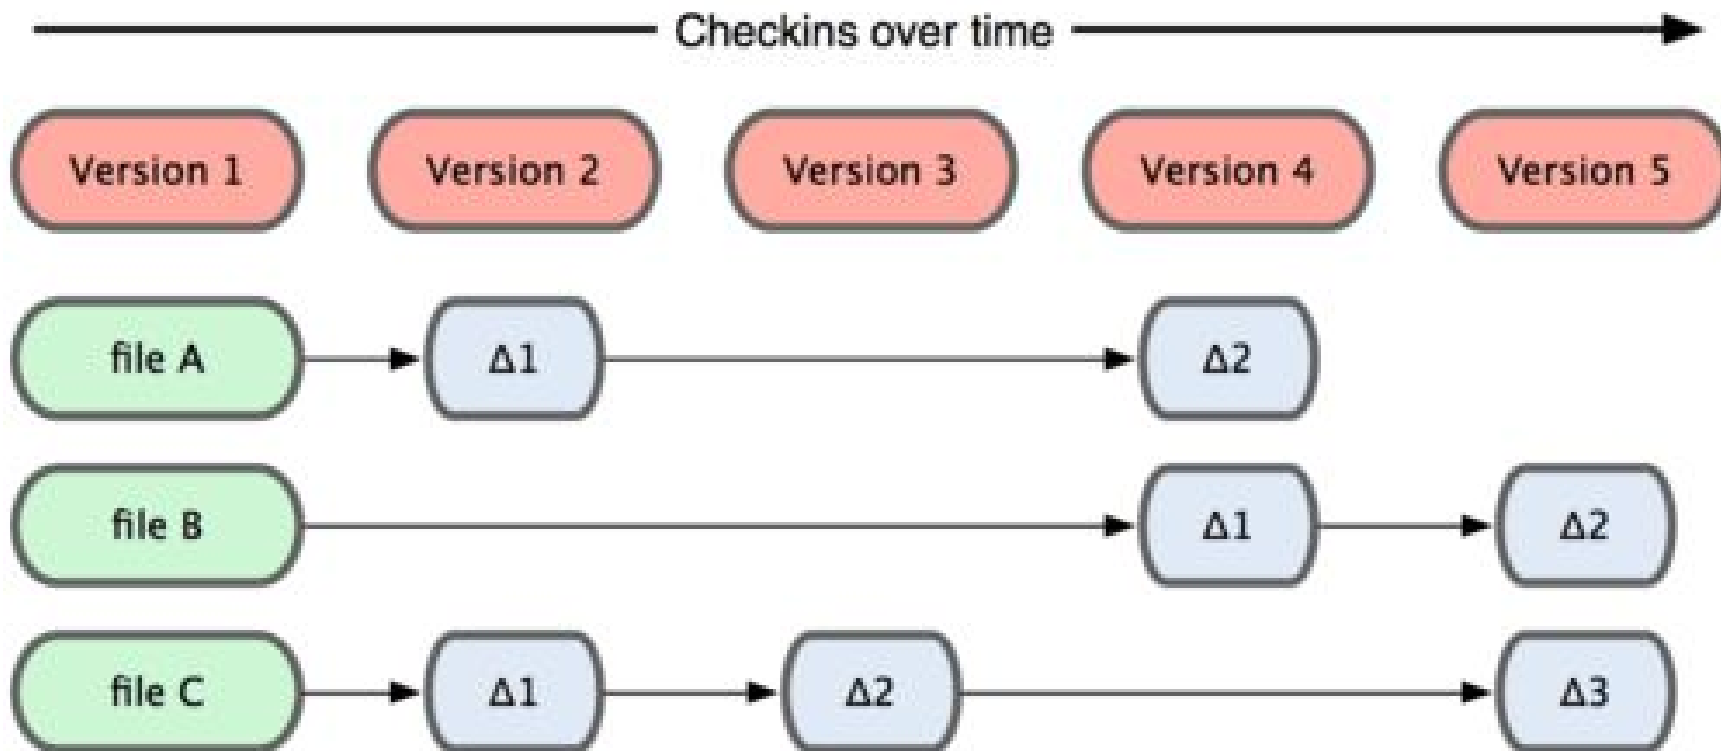 Checkins over time
Version 1 Version 2 Version 3 Version 4 Version 5
file A Δ1 Δ2
file B Δ1 Δ2
file C Δ1 Δ2 Δ3